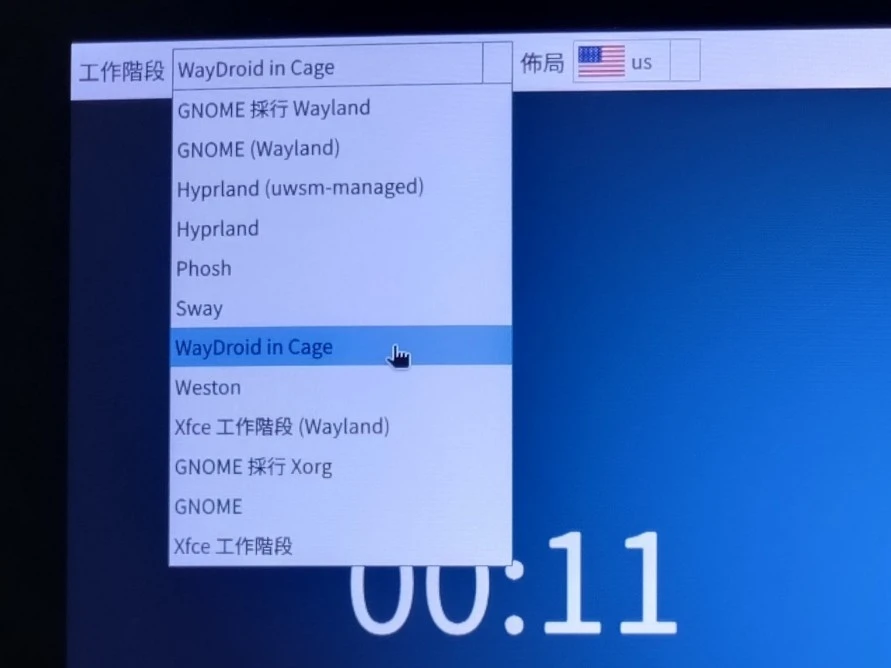 工作階段 WayDroid in Cage 佈局 us
GNOME 採行 Wayland
GNOME (Wayland)
Hyprland (uwsm-managed)
Hyprland
Phosh
Sway
WayDroid in Cage
Weston
Xfce 工作階段 (Wayland)
GNOME 採行 Xorg
GNOME
Xfce 工作階段
00:11